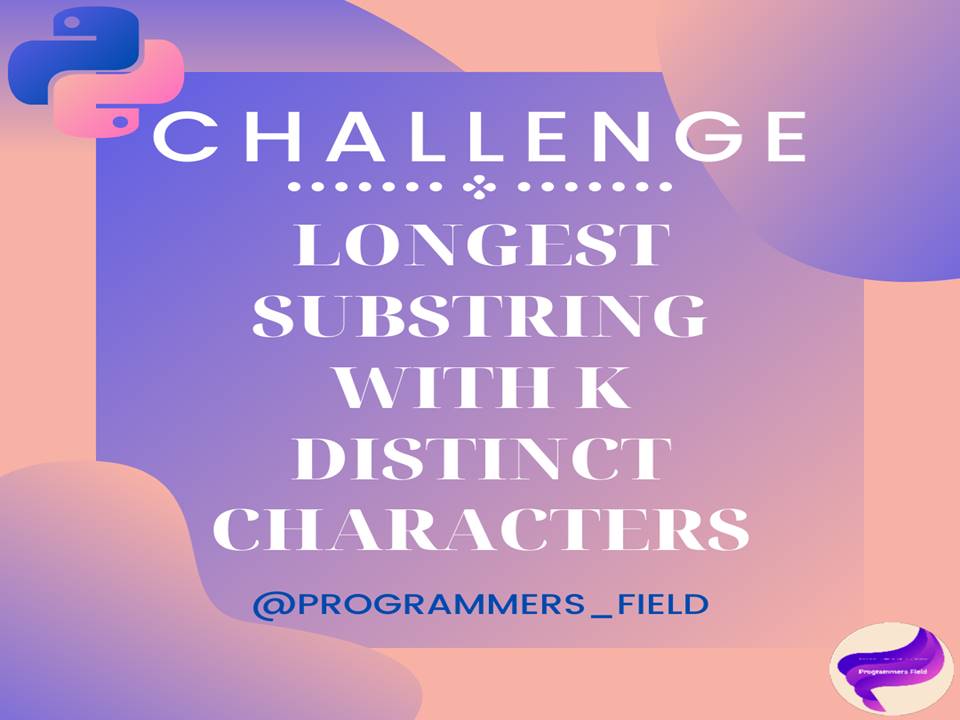 CHALLENGE
LONGEST
SUBSTRING
WITH K
DISTINCT
CHARACTERS
@PROGRAMMERS_FIELD
Programmers Field